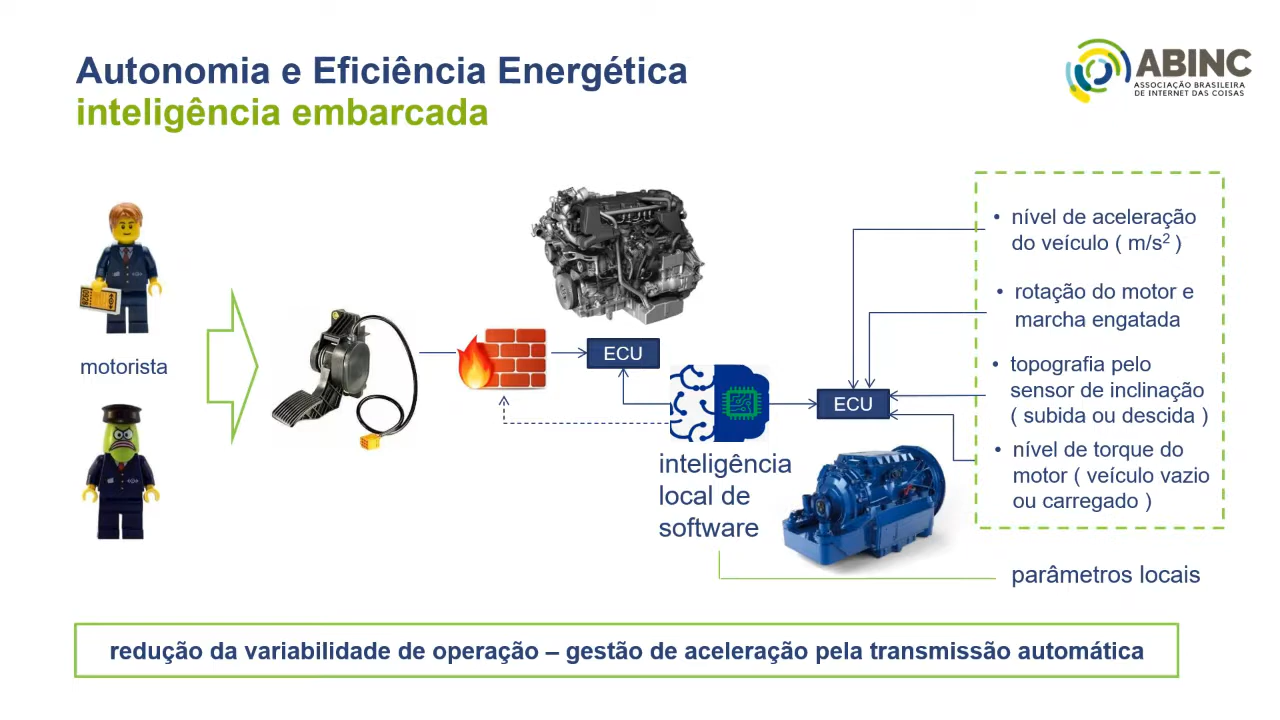 Autonomia e Eficiência Energética
inteligência embarcada
ABINC
ASSOCIAÇÃO BRASILEIRA
DE INTERNET DAS COISAS
motorista
ECU
ECU
inteligência
local de
software
• nível de aceleração
do veículo ( m/s² )
• rotação do motor e
marcha engatada
• topografia pelo
sensor de inclinação
( subida ou descida )
• nível de torque do
motor ( veículo vazio
ou carregado )
parâmetros locais
redução da variabilidade de operação – gestão de aceleração pela transmissão automática